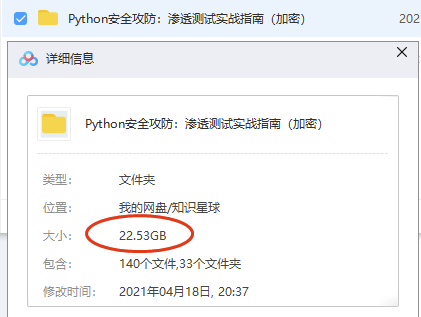 Python安全攻防：渗透测试实战指南（加密） 202
详细信息
Python安全攻防：渗透测试实战指南（加密）
类型： 文件夹
位置： 我的网盘/知识星球
大小： 22.53GB
包含： 140个文件,33个文件夹
修改时间： 2021年04月18日, 20:37